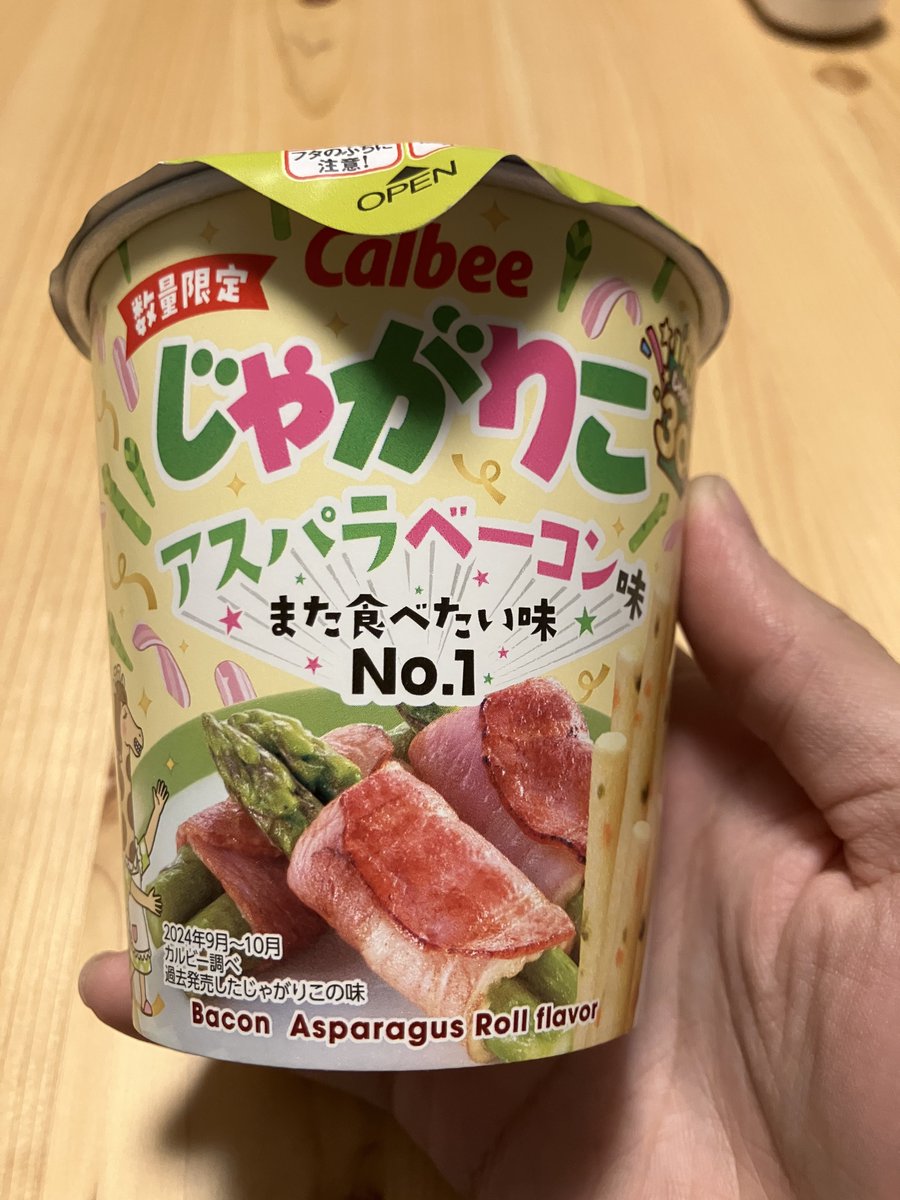 フタのふちに
注意!
OPEN
Calbee
数量限定
じゃがりこ
アスパラベーコン味
また食べたい味
No.1
2024年9月〜10月
カルビー調べ
過去発売したじゃがりこの味
Bacon Asparagus Roll flavor